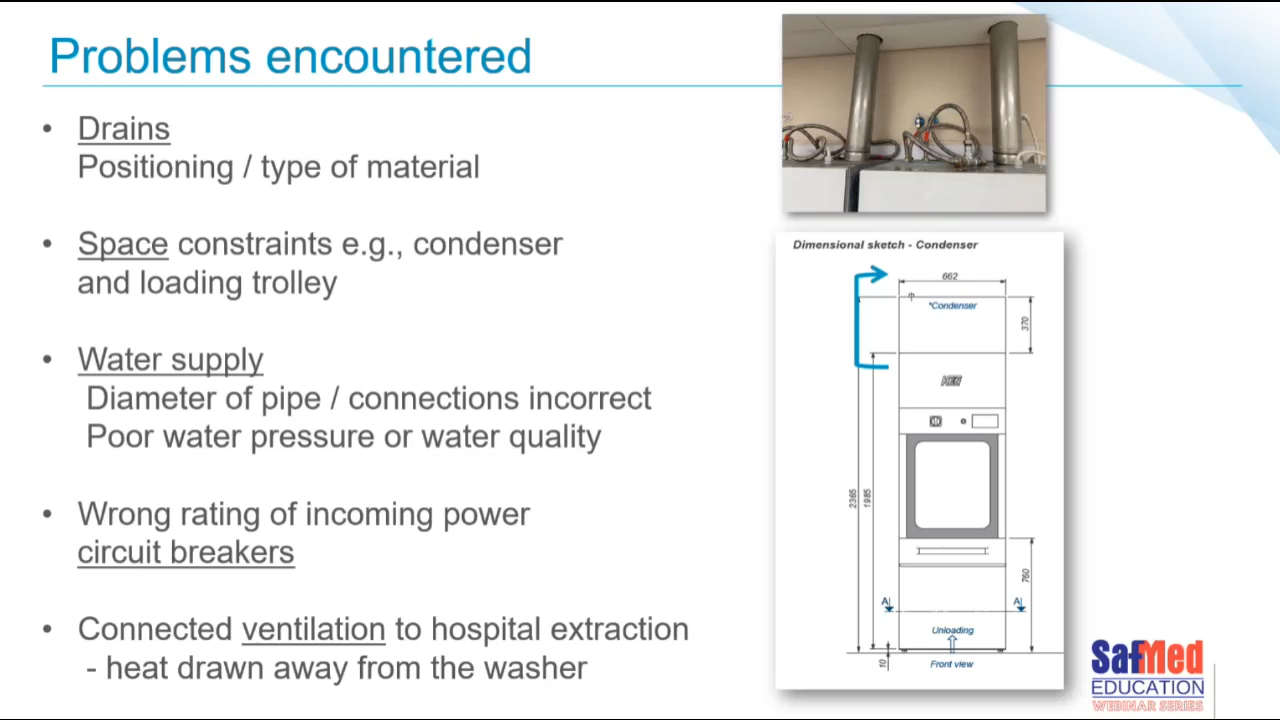 Problems encountered
• Drains
Positioning / type of material
• Space constraints e.g., condenser
and loading trolley
• Water supply
Diameter of pipe / connections incorrect
Poor water pressure or water quality
• Wrong rating of incoming power
circuit breakers
• Connected ventilation to hospital extraction
- heat drawn away from the washer
Dimensional sketch - Condenser
662
*Condenser
370
KEN
2365
1985
760
A
A
Unloading
10
Front view
SafMed
EDUCATION
WEBINAR SERIES